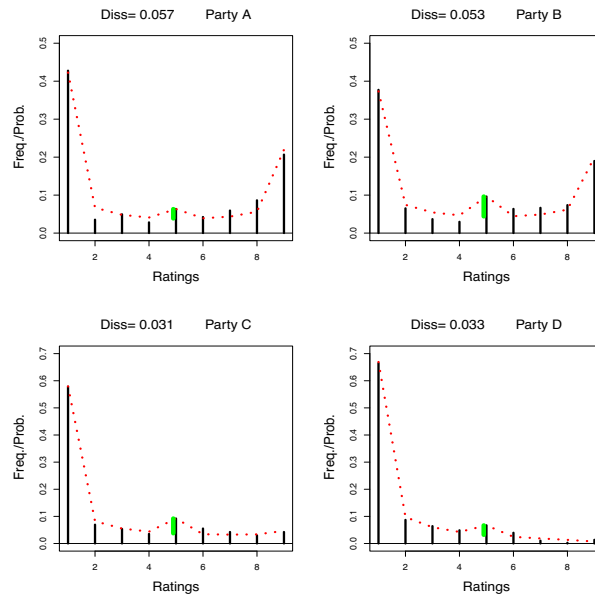 Diss= 0.057 Party A
Freq./Prob.
0.5
0.4
0.3
0.2
0.1
0.0
2 4 6 8
Ratings
Diss= 0.053 Party B
Freq./Prob.
0.5
0.4
0.3
0.2
0.1
0.0
2 4 6 8
Ratings
Diss= 0.031 Party C
Freq./Prob.
0.7
0.6
0.5
0.4
0.3
0.2
0.1
0.0
2 4 6 8
Ratings
Diss= 0.033 Party D
Freq./Prob.
0.7
0.6
0.5
0.4
0.3
0.2
0.1
0.0
2 4 6 8
Ratings